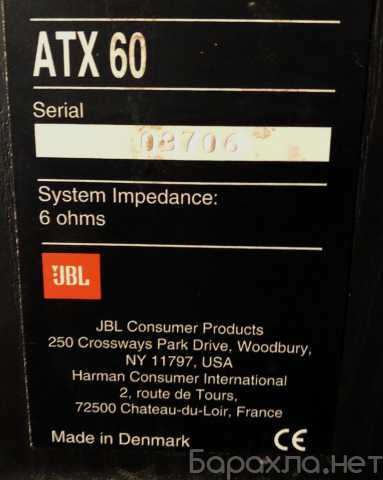 ATX 60
Serial
03706
System Impedance:
6 ohms
JBL
JBL Consumer Products
250 Crossways Park Drive, Woodbury,
NY 11797, USA
Harman Consumer International
2, route de Tours,
72500 Chateau-du-Loir, France
Made in Denmark CE
Барахла.нет